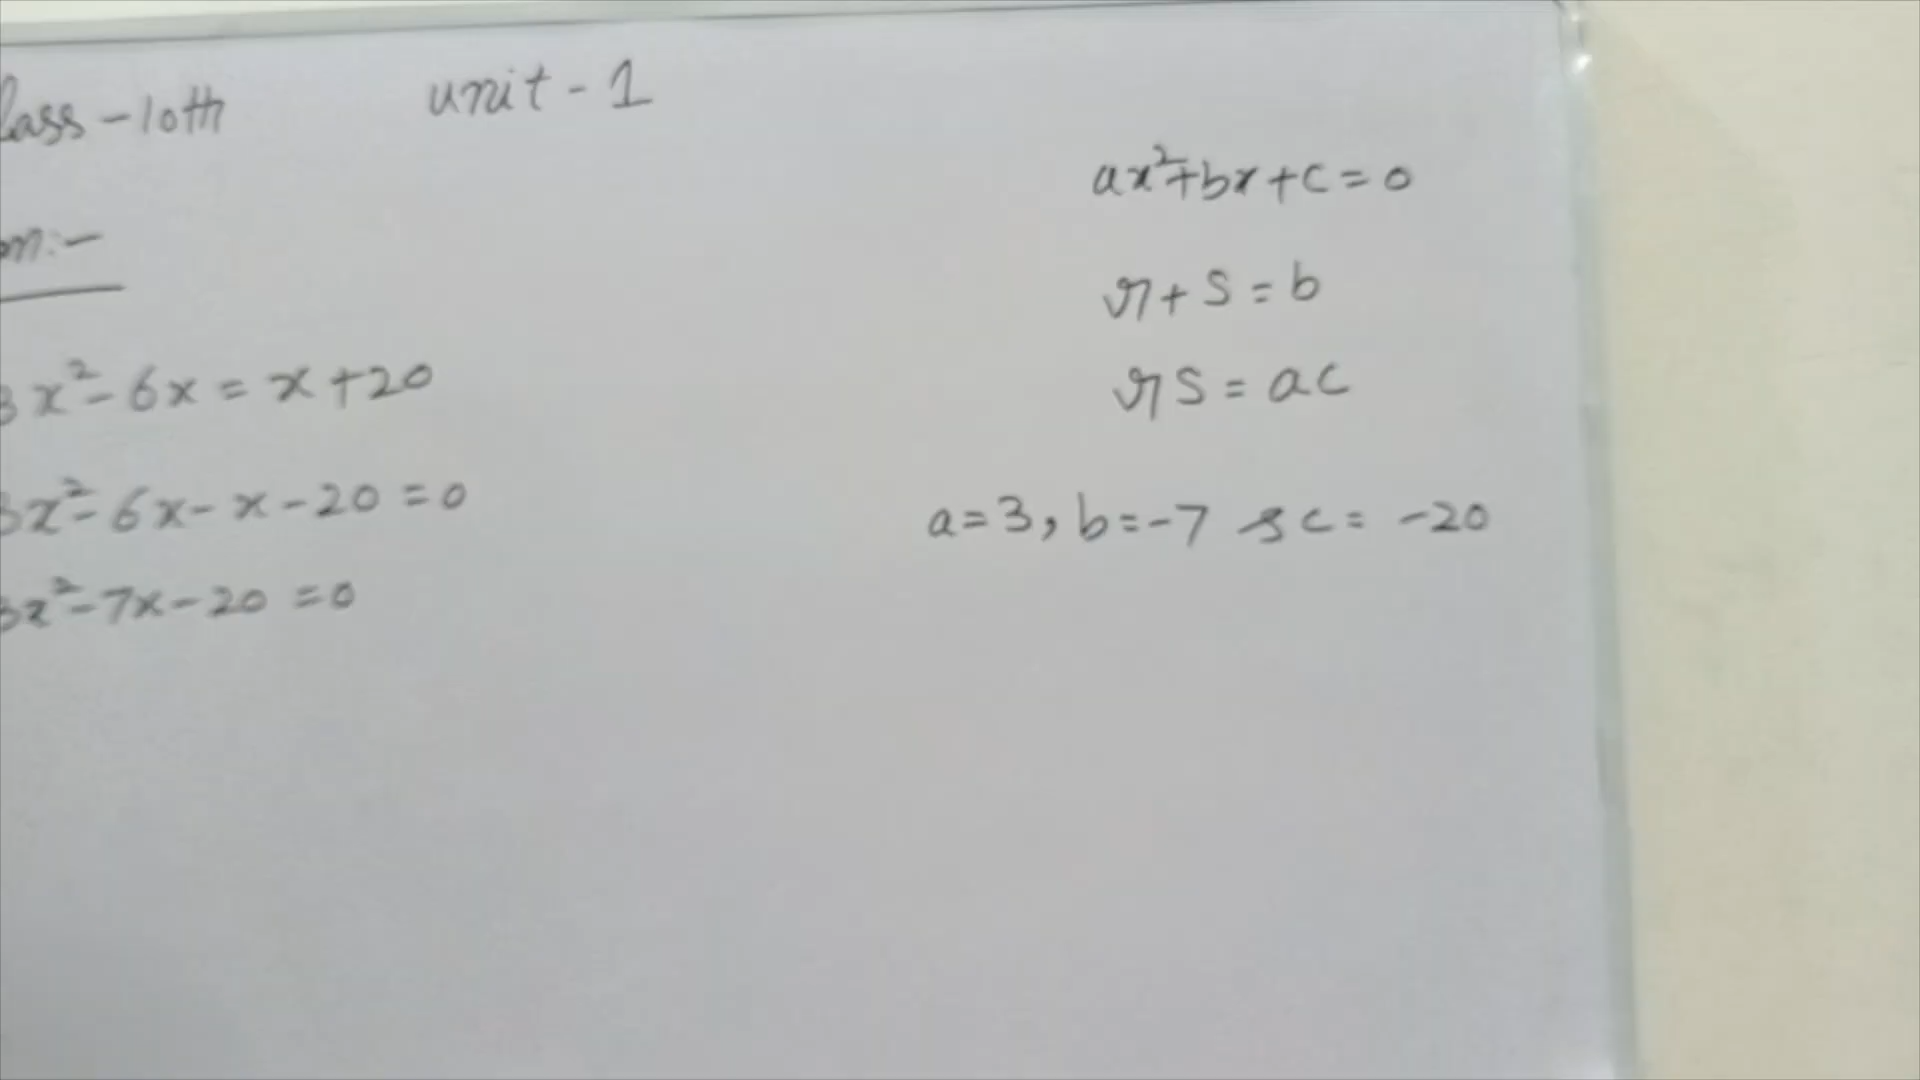 lass - 10th unit - 1
ax²+bx+c=0
on:-
r+s=b
3x²-6x=x+20
rs=ac
3x²-6x-x-20=0
a=3, b=-7 & c= -20
3x²-7x-20=0